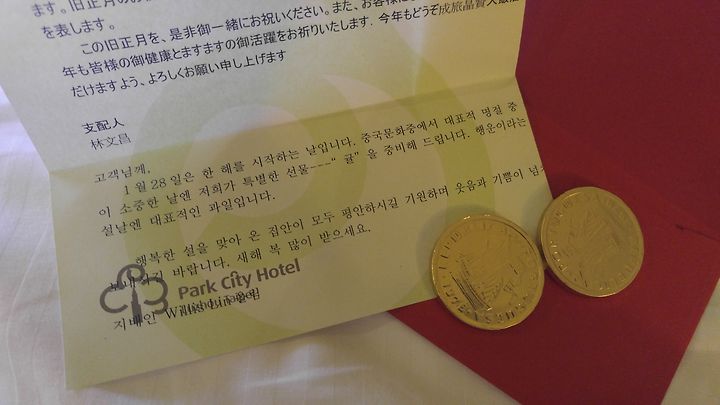 ます。旧正月の
を表します。
この旧正月を、是非御一緒にお祝いください。また、お客様に
年も皆様の御健康とますますの御活躍をお祈りいたします. 今年もどうぞ成旅晶贊大飯店
だけますよう、よろしくお願い申し上げます
支配人
林文昌
고객님께,
1월 28일은 한 해를 시작하는 날입니다. 중국문화중에서 대표적 명절 중
이 소중한 날엔 저희가 특별한 선물---“ 귤” 을 준비해 드립니다. 행운이라는
설날엔 대표적인 과일입니다.
행복한 설을 맞아 온 집안이 모두 평안하시길 기원하며 웃음과 기쁨이 넘
바랍니다. 새해 복 많이 받으세요.
Park City Hotel
지배인 Willis Lin